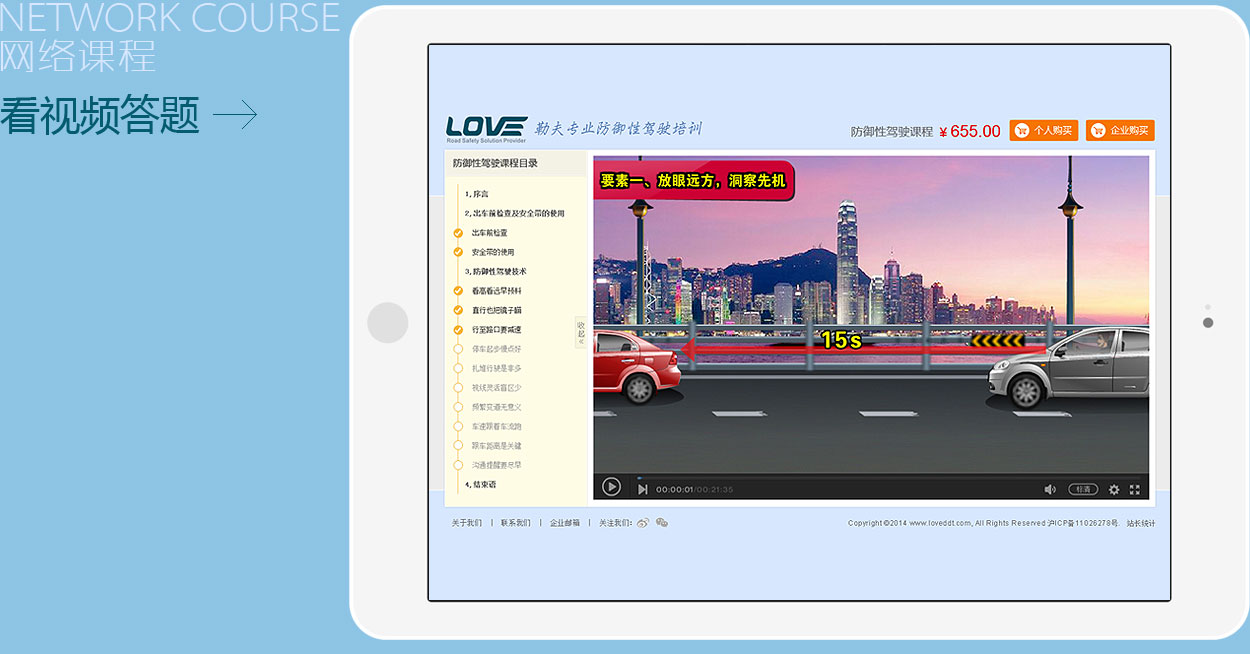 NETWORK COURSE
网络课程
看视频答题
LOVE
Road Safety Solution Provider
勒夫专业防御性驾驶培训
防御性驾驶课程 ¥ 655.00
个人购买
企业购买
防御性驾驶课程目录
1, 序言
2, 出车前检查及安全带的使用
出车前检查
安全带的使用
3, 防御性驾驶技术
看高看远早预料
直行也把镜子瞄
行至路口要减速
停车起步慢点好
扎堆行驶是非多
视线灵活盲区少
频繁变道无意义
车速跟着车流跑
跟车距离是关键
沟通提醒要尽早
4, 结束语
收起«
要素一、放眼远方，洞察先机
15s
00:00:01/00:21:35
标清
关于我们 | 联系我们 | 企业邮箱 | 关注我们:
Copyright ©2014 www.loveddt.com, All Rights Reserved 沪ICP备11026278号. 站长统计